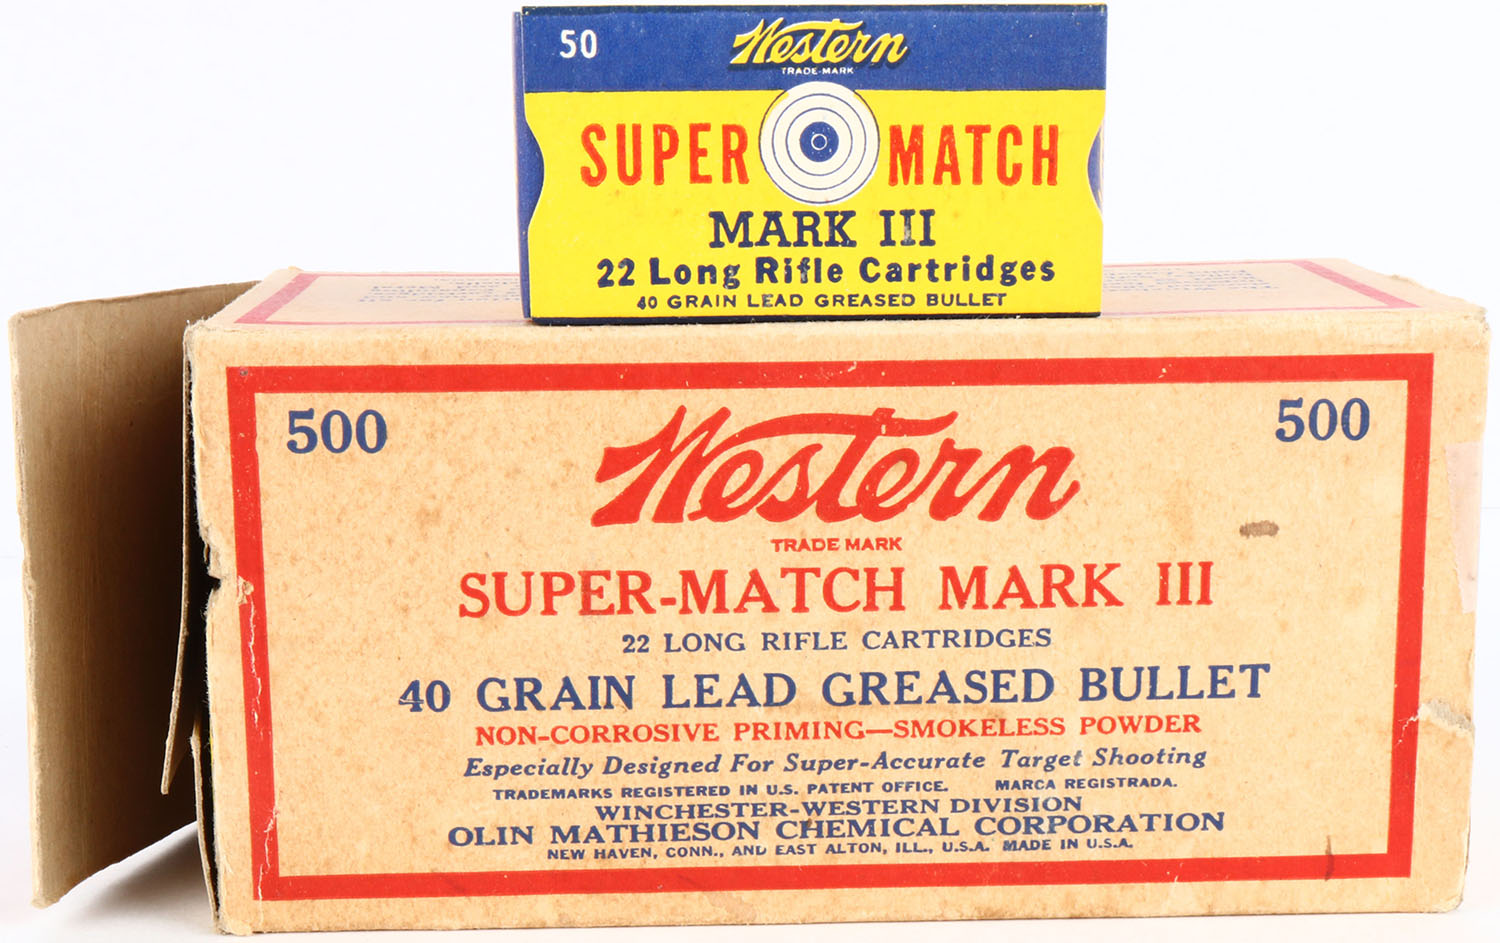 50 Western
TRADE-MARK
SUPER MATCH
MARK III
22 Long Rifle Cartridges
40 GRAIN LEAD GREASED BULLET
500 500
Western
TRADE MARK
SUPER-MATCH MARK III
22 LONG RIFLE CARTRIDGES
40 GRAIN LEAD GREASED BULLET
NON-CORROSIVE PRIMING—SMOKELESS POWDER
Especially Designed For Super-Accurate Target Shooting
TRADEMARKS REGISTERED IN U.S. PATENT OFFICE. MARCA REGISTRADA.
WINCHESTER-WESTERN DIVISION
OLIN MATHIESON CHEMICAL CORPORATION
NEW HAVEN, CONN., AND EAST ALTON, ILL., U.S.A. MADE IN U.S.A.